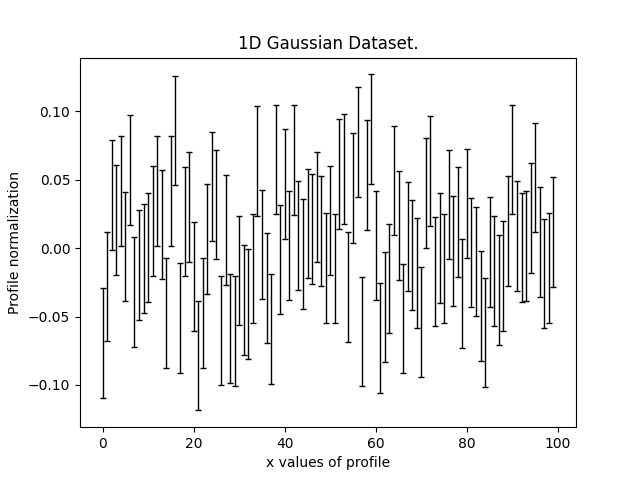 1D Gaussian Dataset.
Profile normalization
0.10
0.05
0.00
−0.05
−0.10
0 20 40 60 80 100
x values of profile